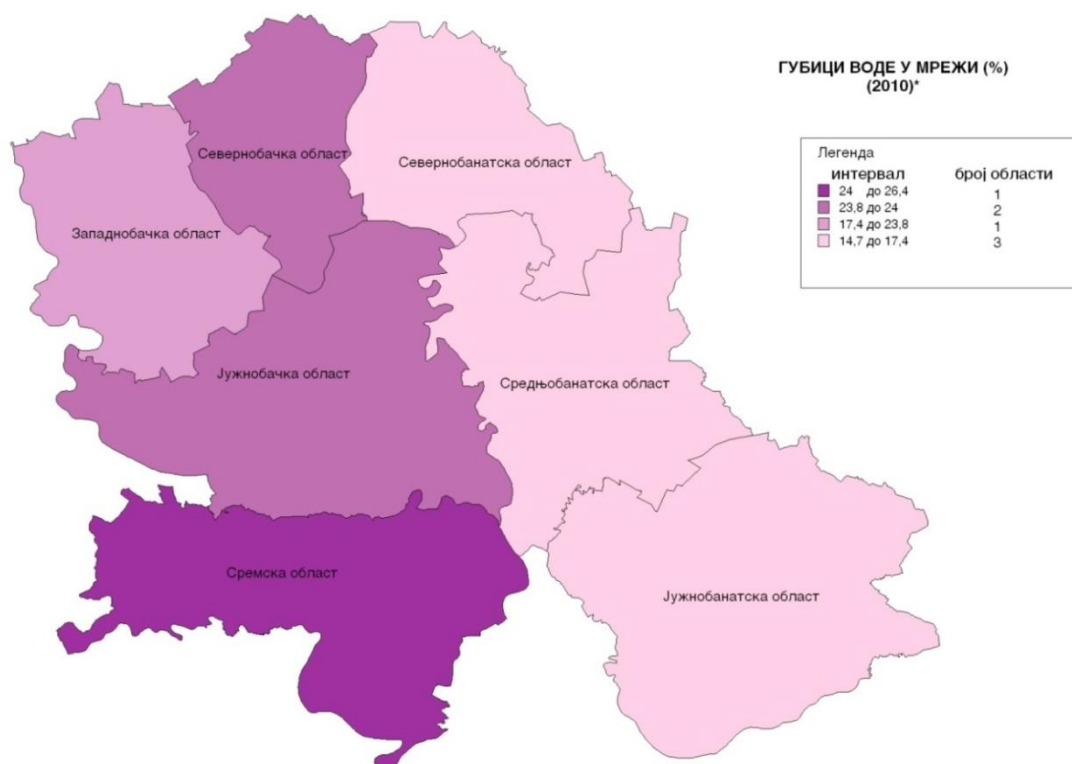 ГУБИЦИ ВОДЕ У МРЕЖИ (%)
(2010)*
Легенда
интервал број области
24 до 26,4 1
23,8 до 24 2
17,4 до 23,8 1
14,7 до 17,4 3
Севернобачка област
Севернобанатска област
Западнобачка област
Јужнобачка област
Средњобанатска област
Сремска област
Јужнобанатска област